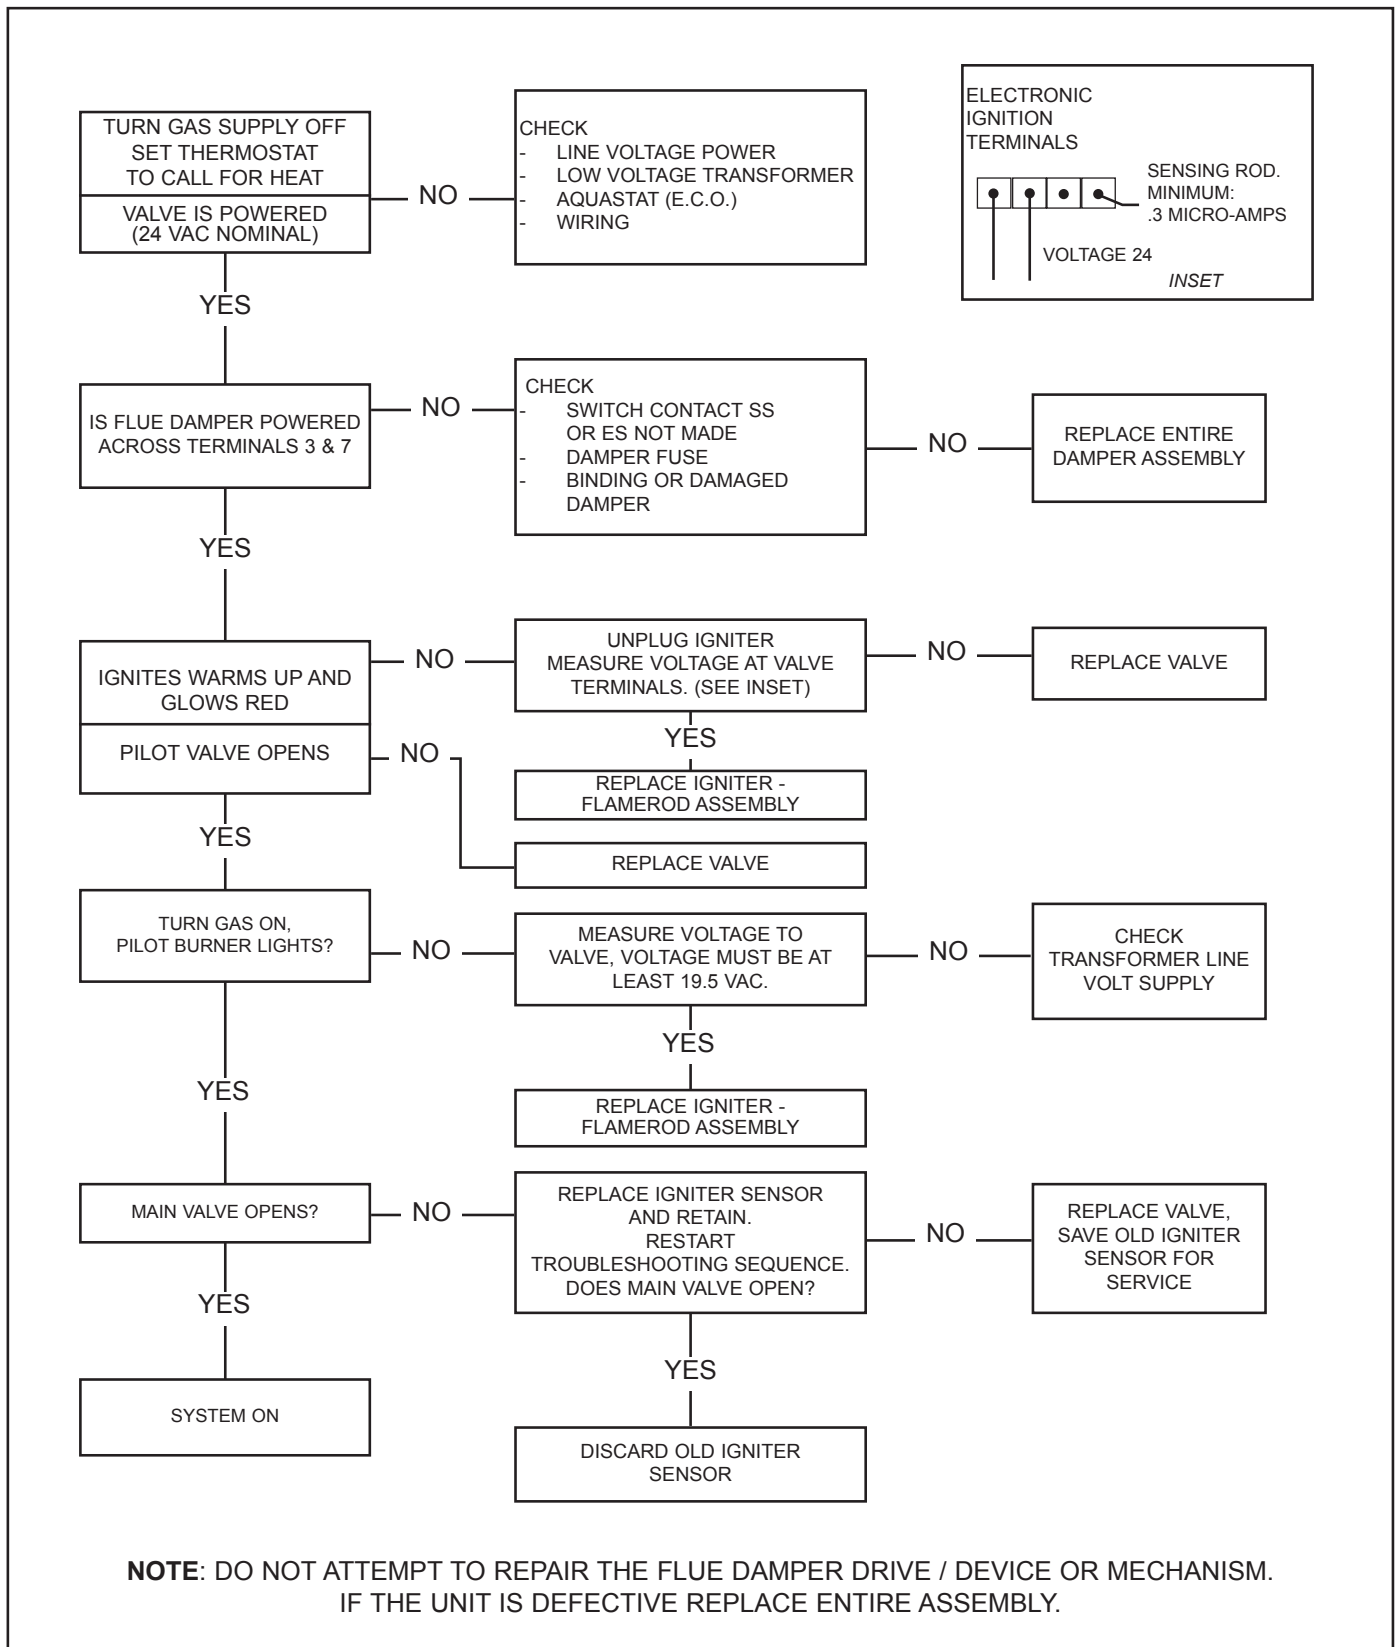 TURN GAS SUPPLY OFF
SET THERMOSTAT
TO CALL FOR HEAT
VALVE IS POWERED
(24 VAC NOMINAL)
NO
CHECK
- LINE VOLTAGE POWER
- LOW VOLTAGE TRANSFORMER
- AQUASTAT (E.C.O.)
- WIRING
ELECTRONIC
IGNITION
TERMINALS
SENSING ROD.
MINIMUM:
.3 MICRO-AMPS
VOLTAGE 24
INSET
YES
IS FLUE DAMPER POWERED
ACROSS TERMINALS 3 & 7
NO
CHECK
- SWITCH CONTACT SS
OR ES NOT MADE
- DAMPER FUSE
- BINDING OR DAMAGED
DAMPER
NO
REPLACE ENTIRE
DAMPER ASSEMBLY
YES
IGNITES WARMS UP AND
GLOWS RED
NO
UNPLUG IGNITER
MEASURE VOLTAGE AT VALVE
TERMINALS. (SEE INSET)
NO
REPLACE VALVE
YES
REPLACE IGNITER -
FLAMEROD ASSEMBLY
PILOT VALVE OPENS
NO
REPLACE VALVE
YES
TURN GAS ON,
PILOT BURNER LIGHTS?
NO
MEASURE VOLTAGE TO
VALVE, VOLTAGE MUST BE AT
LEAST 19.5 VAC.
NO
CHECK
TRANSFORMER LINE
VOLT SUPPLY
YES
REPLACE IGNITER -
FLAMEROD ASSEMBLY
YES
MAIN VALVE OPENS?
NO
REPLACE IGNITER SENSOR
AND RETAIN.
RESTART
TROUBLESHOOTING SEQUENCE.
DOES MAIN VALVE OPEN?
NO
REPLACE VALVE,
SAVE OLD IGNITER
SENSOR FOR
SERVICE
YES
DISCARD OLD IGNITER
SENSOR
YES
SYSTEM ON
NOTE: DO NOT ATTEMPT TO REPAIR THE FLUE DAMPER DRIVE / DEVICE OR MECHANISM.
IF THE UNIT IS DEFECTIVE REPLACE ENTIRE ASSEMBLY.